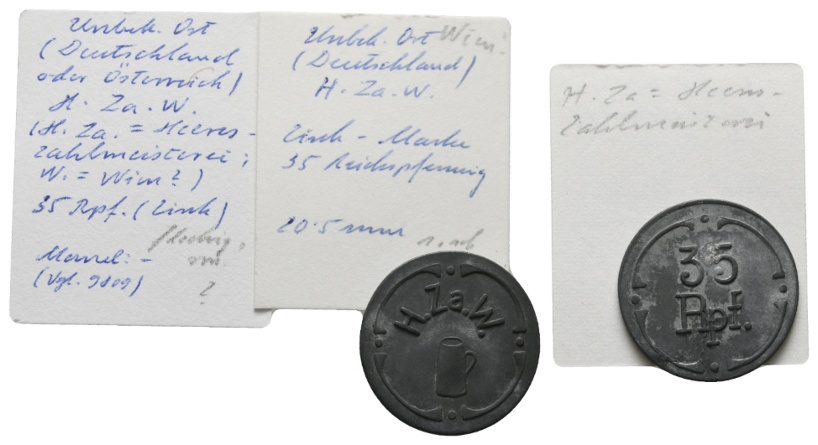 Unbek. Ort
(Deutschland
oder Österreich)
H. Za. W.
(H. Za. = Heeres-
zahlmeisterei;
W. = Wien?)
35 Rpf. (Zink)
fleckig,
Menzel: -
(Vgl. 9809)
?
Unbek. Ort Wien!
(Deutschland)
H. Za. W.
Zink - Marke
35 Reichspfennig
20.5 mm
H. Za = Heeres-
zahlmeisterei
H.Za.W.
35
Rpf.